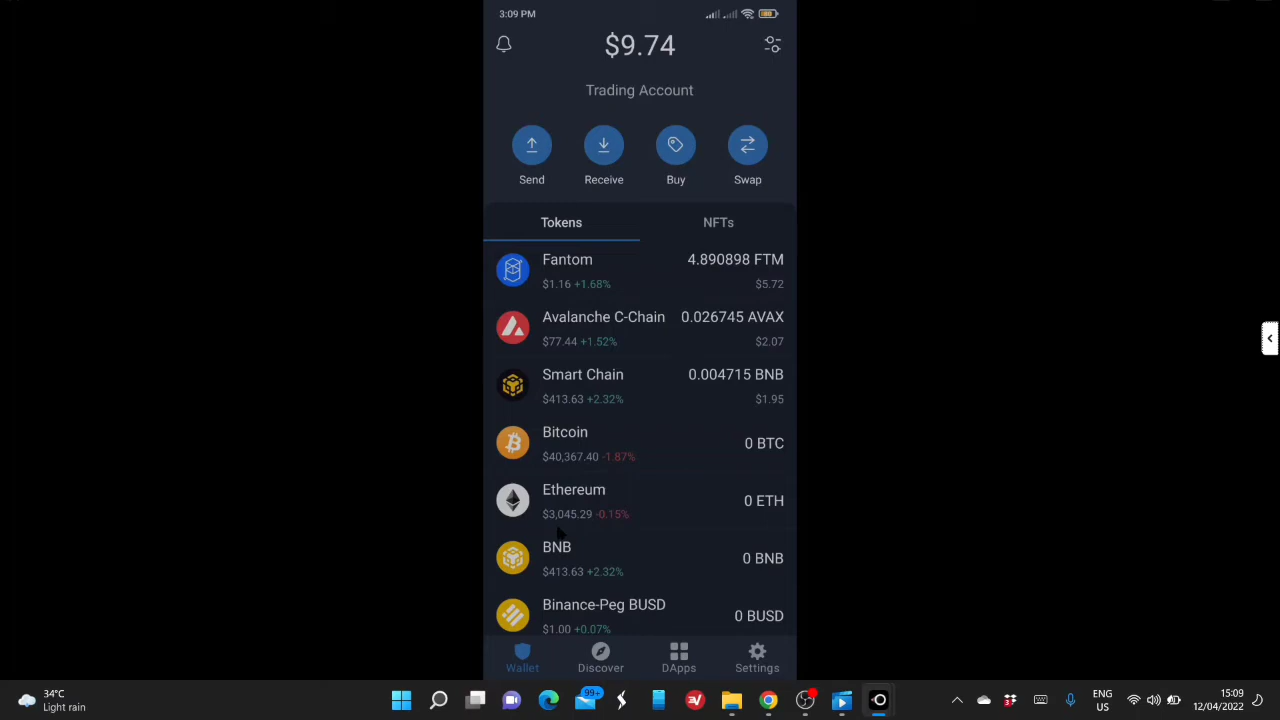 3:09 PM
$9.74
Trading Account
Send Receive Buy Swap
Tokens NFTs
Fantom 4.890898 FTM
$1.16 +1.68% $5.72
Avalanche C-Chain 0.026745 AVAX
$77.44 +1.52% $2.07
Smart Chain 0.004715 BNB
$413.63 +2.32% $1.95
Bitcoin 0 BTC
$40,367.40 -1.87%
Ethereum 0 ETH
$3,045.29 -0.15%
BNB 0 BNB
$413.63 +2.32%
Binance-Peg BUSD 0 BUSD
$1.00 +0.07%
Wallet Discover DApps Settings
34°C
Light rain
99+
ENG
US
15:09
12/04/2022